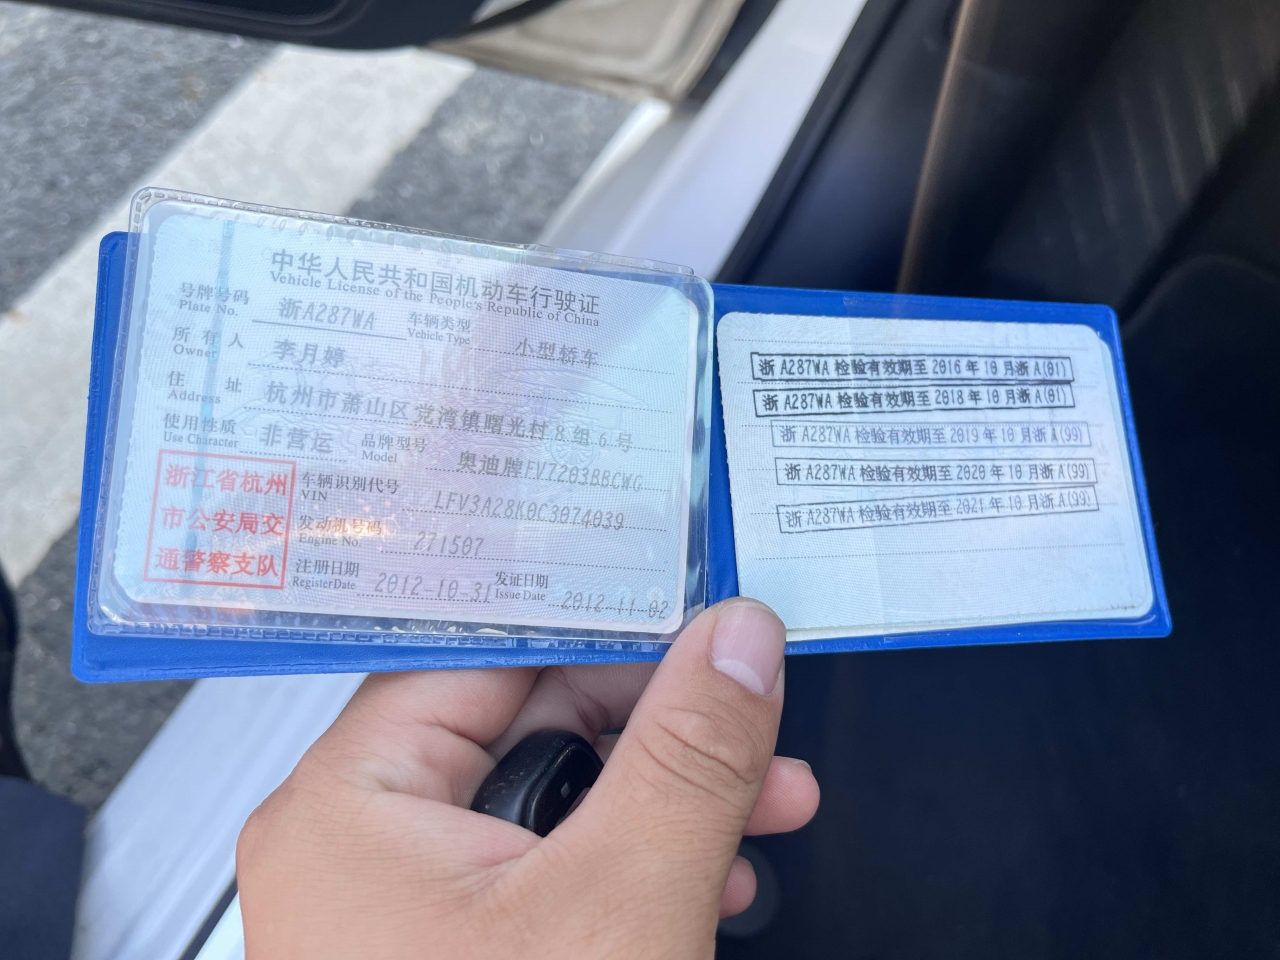 中华人民共和国机动车行驶证
Vehicle License of the People's Republic of China
号牌号码 浙A287WA 车辆类型 小型轿车
Plate No. Vehicle Type
所有人 李月婷
Owner
住址 杭州市萧山区党湾镇曙光村8组6号
Address
使用性质 非营运 品牌型号 奥迪牌FV7203BBCWG
Use Character Model
浙江省杭州
市公安局交
通警察支队
车辆识别代号 LFV3A28K0C3074039
VIN
发动机号码 271507
Engine No.
注册日期 2012-10-31 发证日期 2012-11-02
Register Date Issue Date
浙A287WA 检验有效期至2016年10月浙A(01)
浙A287WA 检验有效期至2018年10月浙A(01)
浙A287WA 检验有效期至2019年10月浙A(99)
浙A287WA 检验有效期至2020年10月浙A(99)
浙A287WA 检验有效期至2021年10月浙A(99)